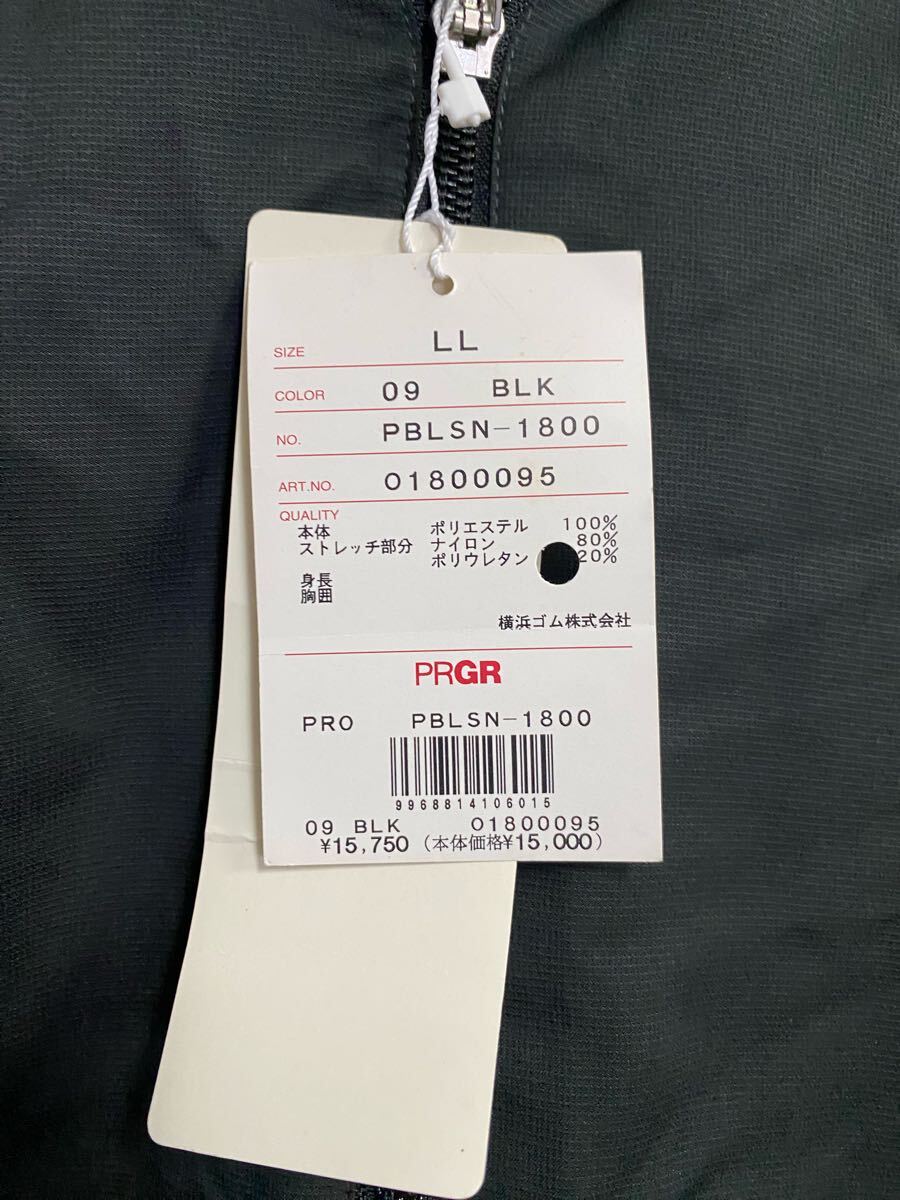 SIZE LL
COLOR 09 BLK
NO. PBLSN-1800
ART.NO. 01800095
QUALITY
本体 ポリエステル 100%
ストレッチ部分 ナイロン 80%
ポリウレタン 20%
身長
胸囲
横浜ゴム株式会社
PRGR
PRO PBLSN-1800
9968814106015
09 BLK 01800095
¥15,750 (本体価格¥15,000)